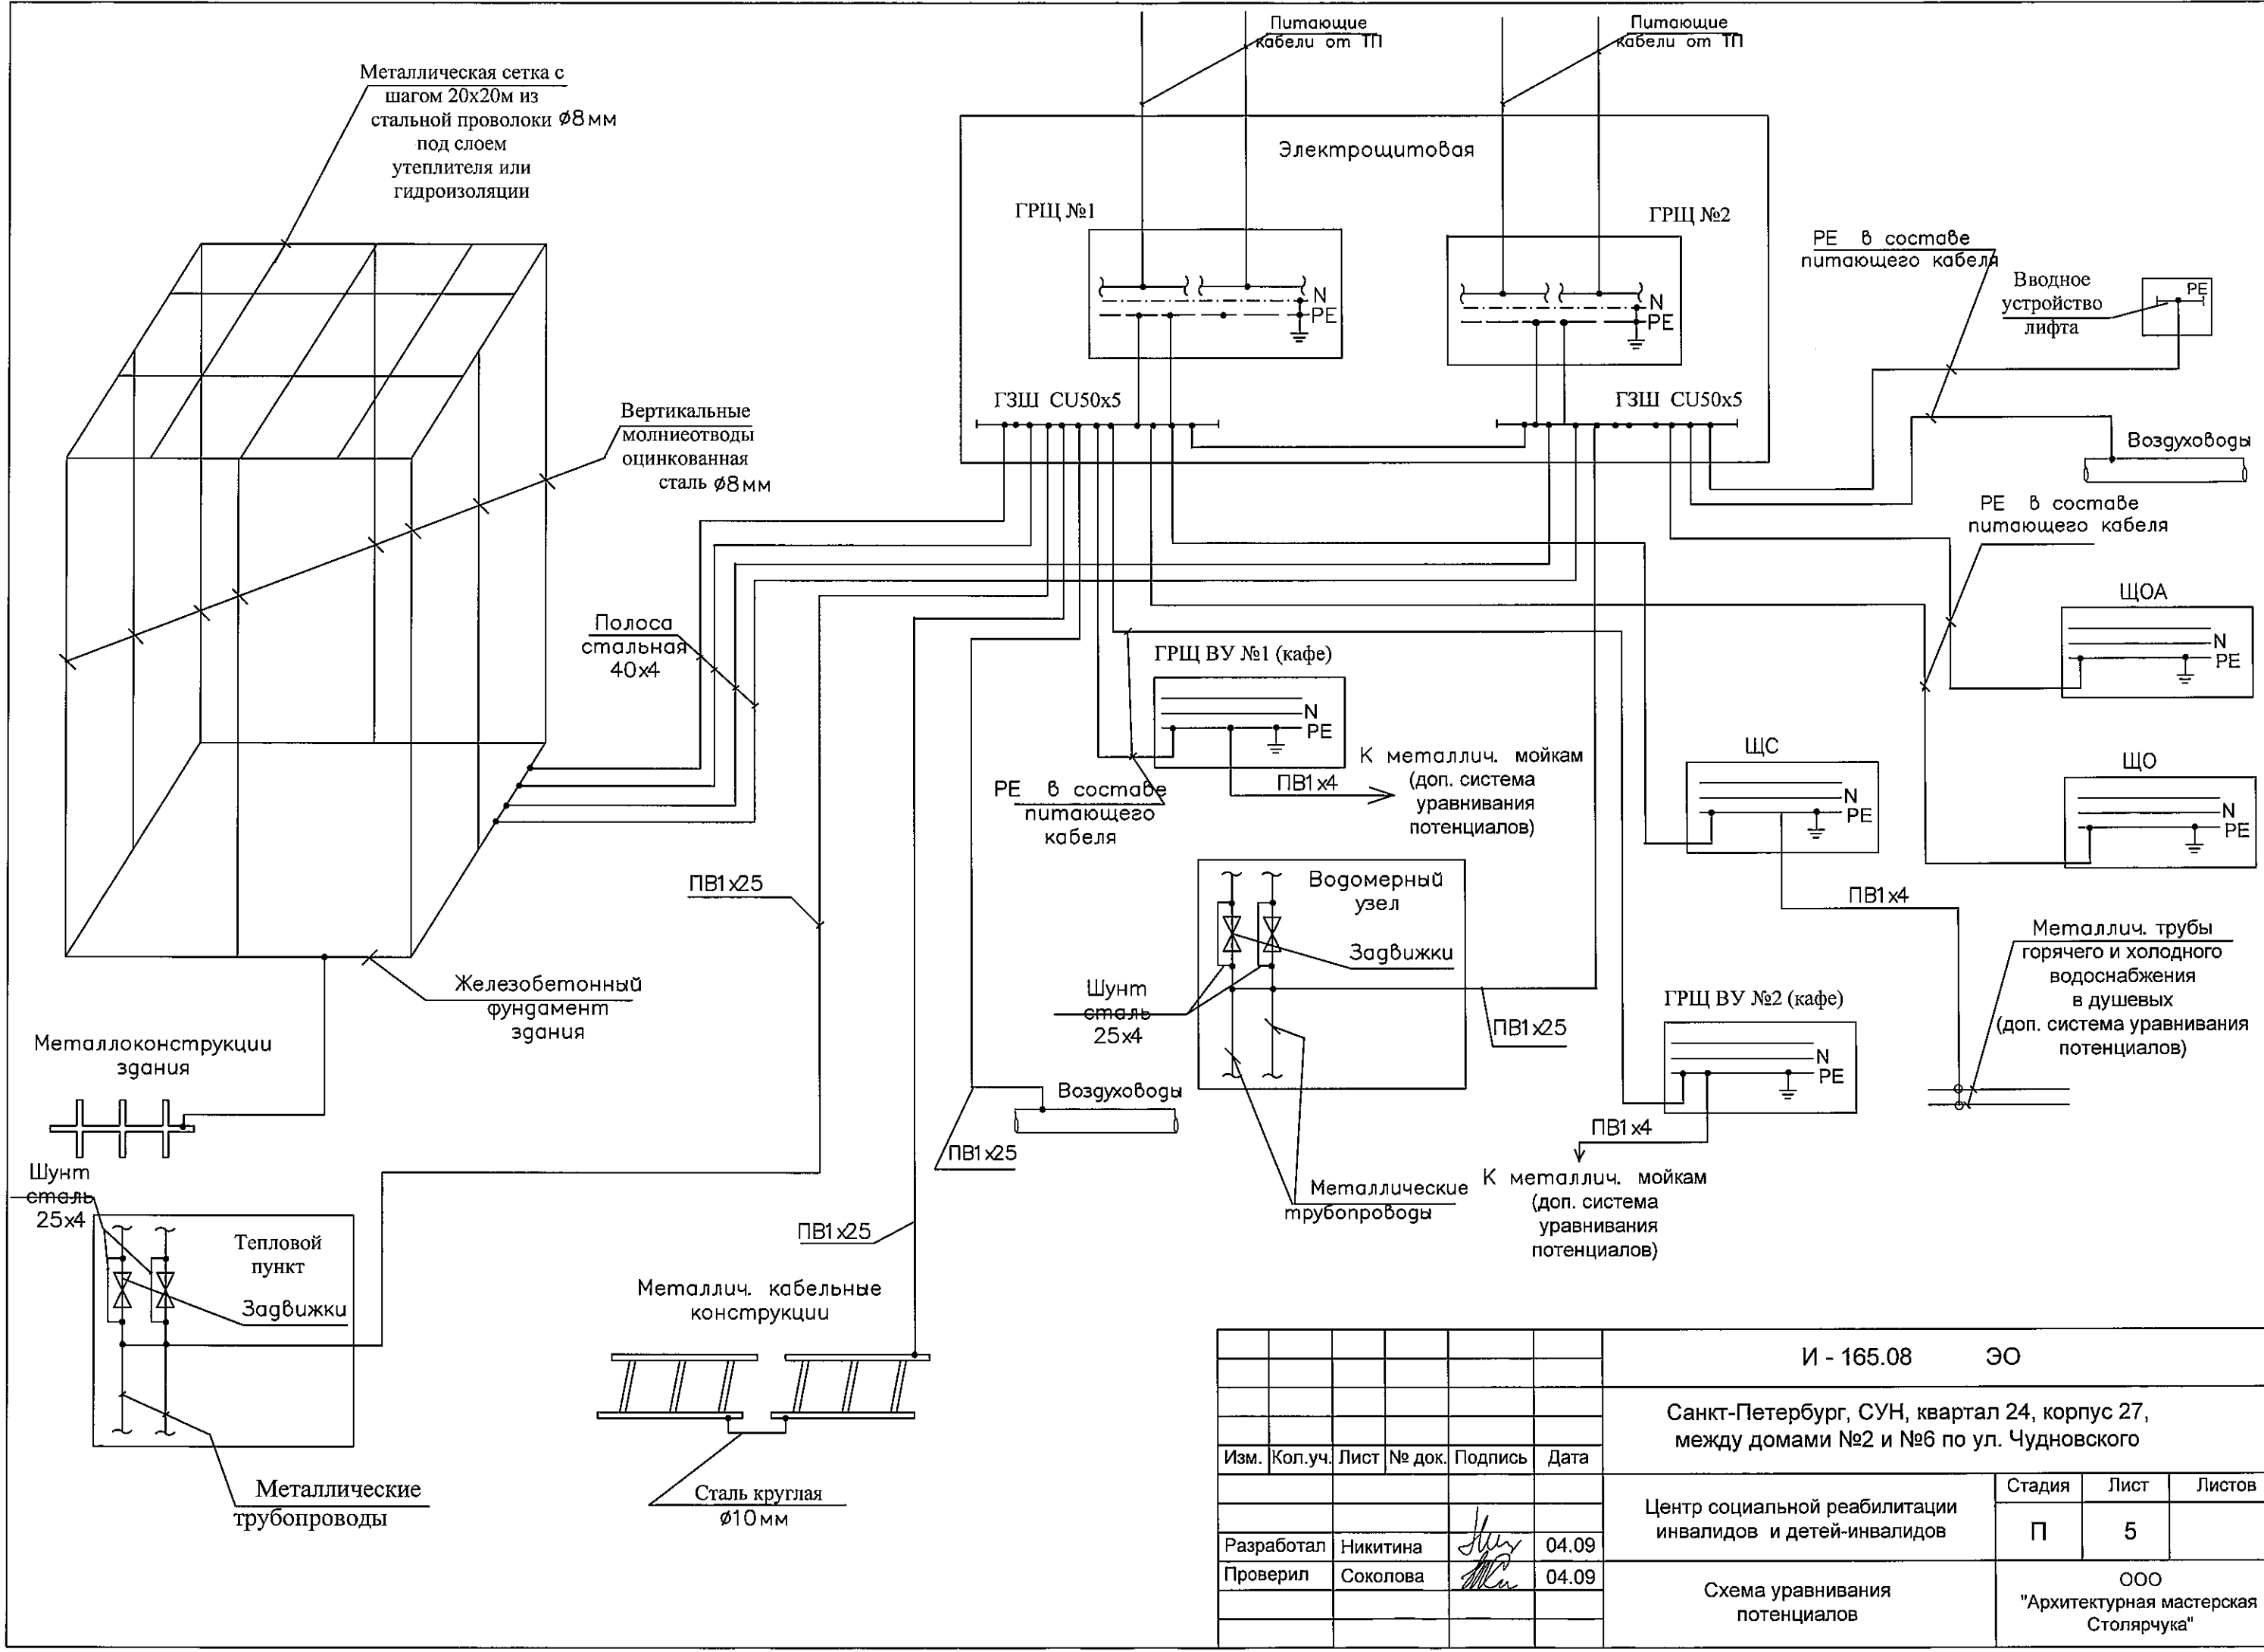 Питающие
кабели от ТП
Питающие
кабели от ТП
Металлическая сетка с
шагом 20х20м из
стальной проволоки Ø8мм
под слоем
утеплителя или
гидроизоляции
Электрощитовая
ГРЩ №1
N
PE
ГРЩ №2
N
PE
ГЗШ CU50x5
ГЗШ CU50x5
РЕ в составе
питающего кабеля
Вводное
устройство
лифта
PE
Воздуховоды
РЕ в составе
питающего кабеля
Вертикальные
молниеотводы
оцинкованная
сталь Ø8мм
Полоса
стальная
40х4
ЩОА
N
PE
ГРЩ ВУ №1 (кафе)
N
PE
РЕ в составе
питающего
кабеля
ПВ1х4
К металлич. мойкам
(доп. система
уравнивания
потенциалов)
ЩС
N
PE
ЩО
N
PE
ПВ1х4
ПВ1х25
Водомерный
узел
Задвижки
Шунт
сталь
25х4
ПВ1х25
Металлич. трубы
горячего и холодного
водоснабжения
в душевых
(доп. система уравнивания
потенциалов)
ГРЩ ВУ №2 (кафе)
N
PE
ПВ1х4
К металлич. мойкам
(доп. система
уравнивания
потенциалов)
Железобетонный
фундамент
здания
Металлоконструкции
здания
Воздуховоды
ПВ1х25
Металлические
трубопроводы
Шунт
сталь
25х4
Тепловой
пункт
Задвижки
Металлические
трубопроводы
ПВ1х25
Металлич. кабельные
конструкции
Сталь круглая
Ø10мм
И - 165.08 ЭО
Санкт-Петербург, СУН, квартал 24, корпус 27,
между домами №2 и №6 по ул. Чудновского
Изм. Кол.уч. Лист № док. Подпись Дата
Центр социальной реабилитации
инвалидов и детей-инвалидов
Стадия Лист Листов
П 5
Разработал Никитина 04.09
Проверил Соколова 04.09
Схема уравнивания
потенциалов
ООО
"Архитектурная мастерская
Столярчука"